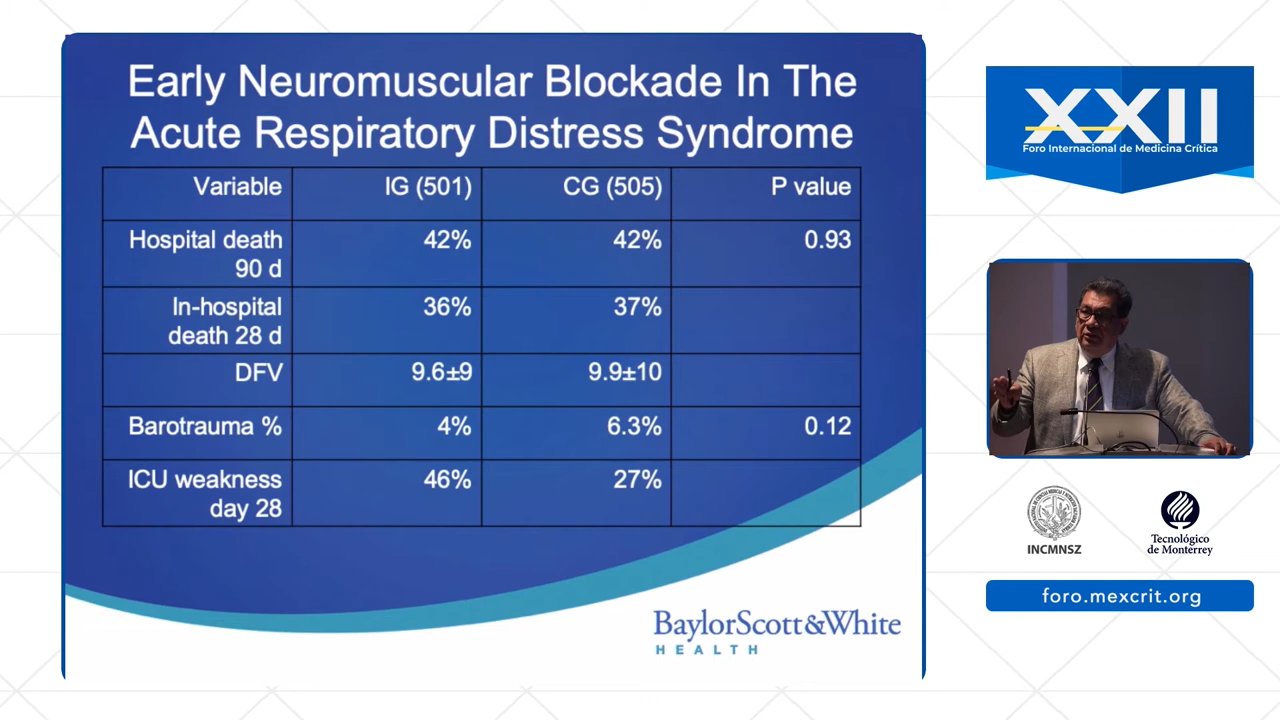 Early Neuromuscular Blockade In The
Acute Respiratory Distress Syndrome
Variable IG (501) CG (505) P value
Hospital death 90 d 42% 42% 0.93
In-hospital death 28 d 36% 37%
DFV 9.6±9 9.9±10
Barotrauma % 4% 6.3% 0.12
ICU weakness day 28 46% 27%
BaylorScott&White
HEALTH
XXII
Foro Internacional de Medicina Crítica
INCMNSZ
Tecnológico
de Monterrey
foro.mexcrit.org